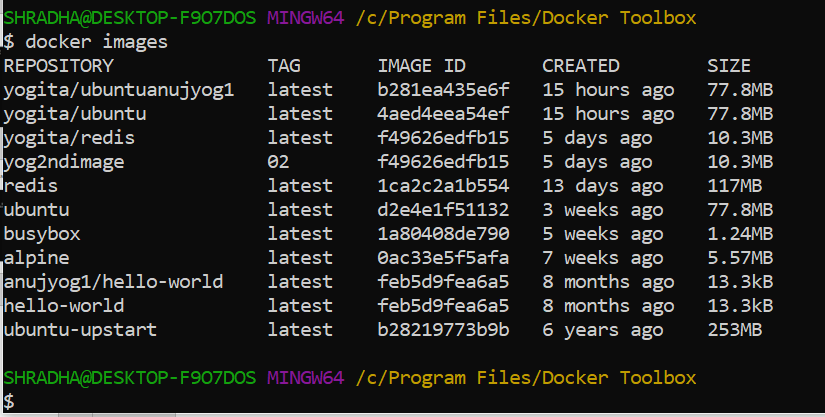 SHRADHA@DESKTOP-F9O7DOS MINGW64 /c/Program Files/Docker Toolbox
$ docker images
REPOSITORY TAG IMAGE ID CREATED SIZE
yogita/ubuntuanujyog1 latest b281ea435e6f 15 hours ago 77.8MB
yogita/ubuntu latest 4aed4eea54ef 15 hours ago 77.8MB
yogita/redis latest f49626edfb15 5 days ago 10.3MB
yog2ndimage 02 f49626edfb15 5 days ago 10.3MB
redis latest 1ca2c2a1b554 13 days ago 117MB
ubuntu latest d2e4e1f51132 3 weeks ago 77.8MB
busybox latest 1a80408de790 5 weeks ago 1.24MB
alpine latest 0ac33e5f5afa 7 weeks ago 5.57MB
anujyog1/hello-world latest feb5d9fea6a5 8 months ago 13.3kB
hello-world latest feb5d9fea6a5 8 months ago 13.3kB
ubuntu-upstart latest b28219773b9b 6 years ago 253MB
SHRADHA@DESKTOP-F9O7DOS MINGW64 /c/Program Files/Docker Toolbox
$